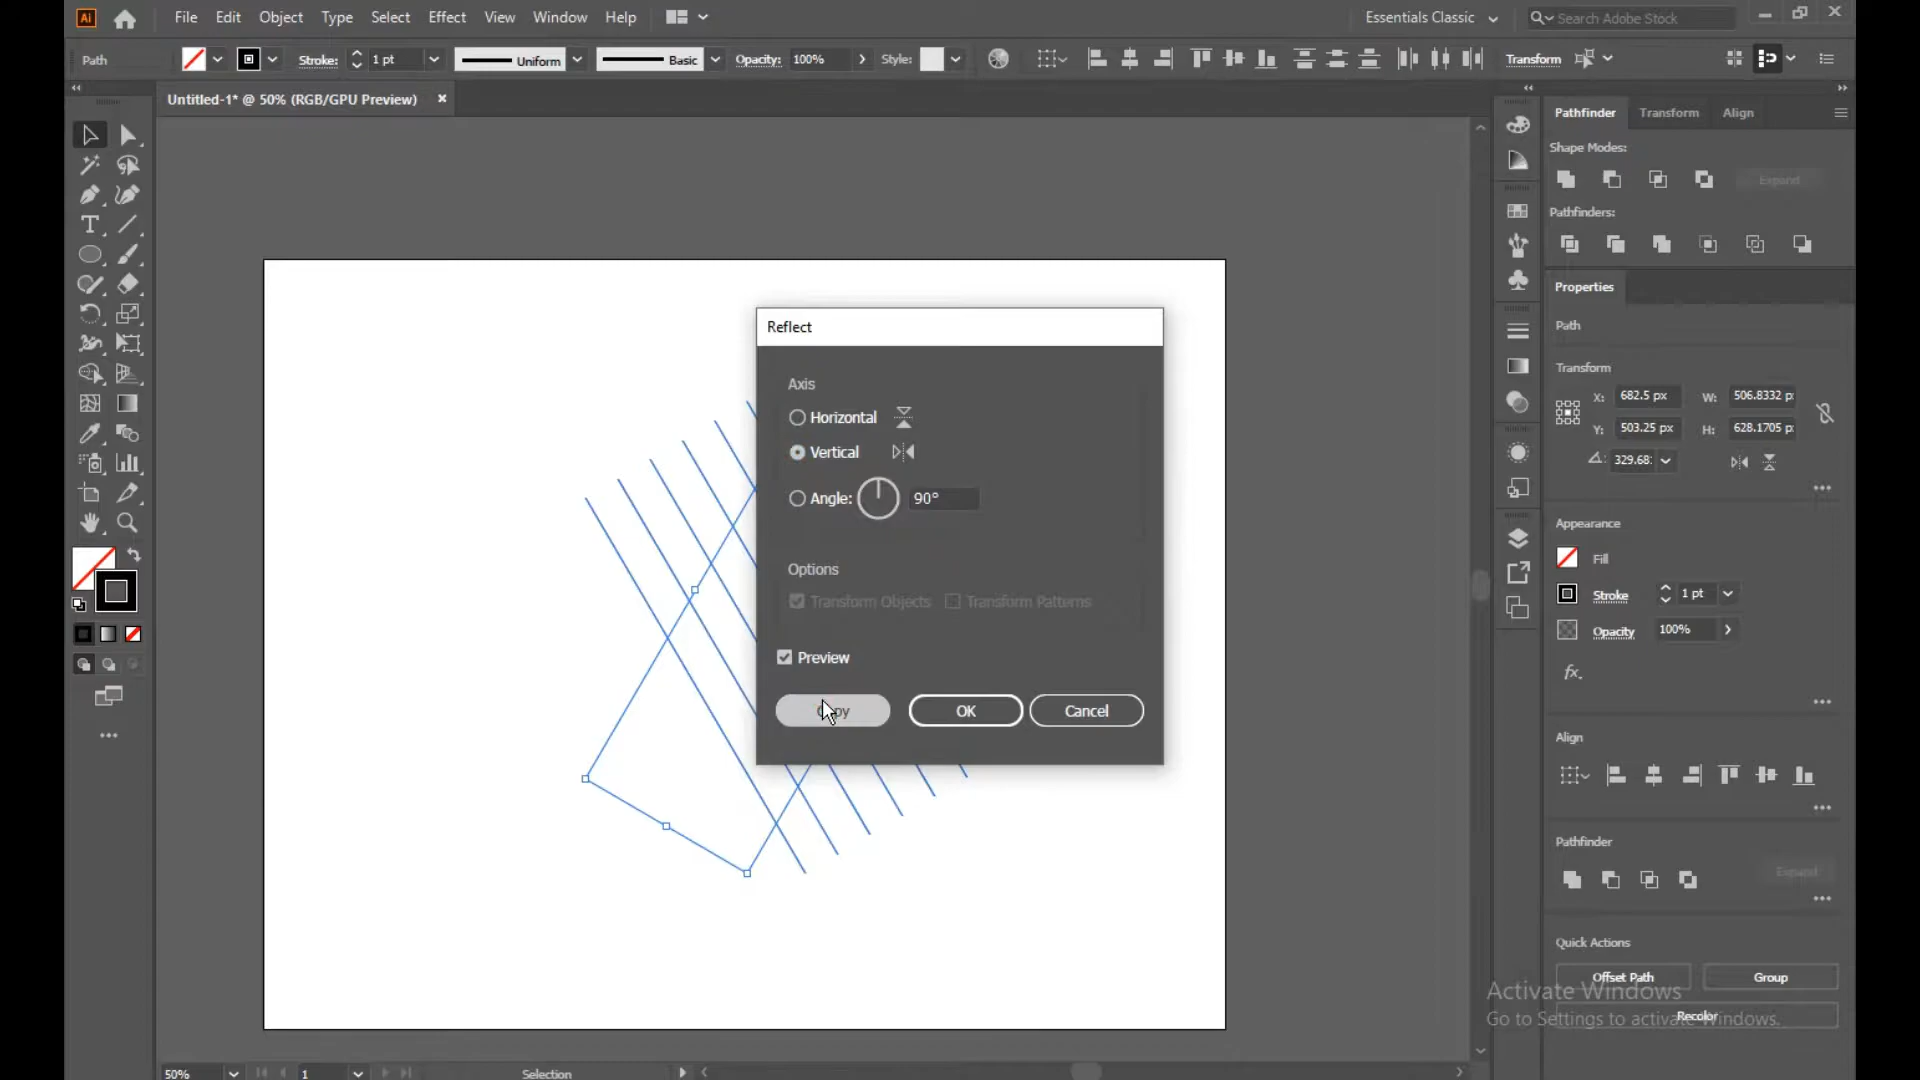 Ai File Edit Object Type Select Effect View Window Help Essentials Classic Search Adobe Stock
Path Stroke: 1 pt Uniform Basic Opacity: 100% Style: Transform
Untitled-1* @ 50% (RGB/GPU Preview)
Pathfinder Transform Align
Shape Modes:
Expand
Pathfinders:
Properties
Path
Transform
X: 682.5 px W: 506.8332 p
Y: 503.25 px H: 628.1705 p
329.68
Appearance
Fill
Stroke 1 pt
Opacity 100%
fx.
Align
Pathfinder
Expand
Quick Actions
Offset Path Group
Recolor
Reflect
Axis
Horizontal
Vertical
Angle: 90°
Options
Transform Objects Transform Patterns
Preview
OK Cancel
Activate Windows
Go to Settings to activate Windows.
50% 1 Selection